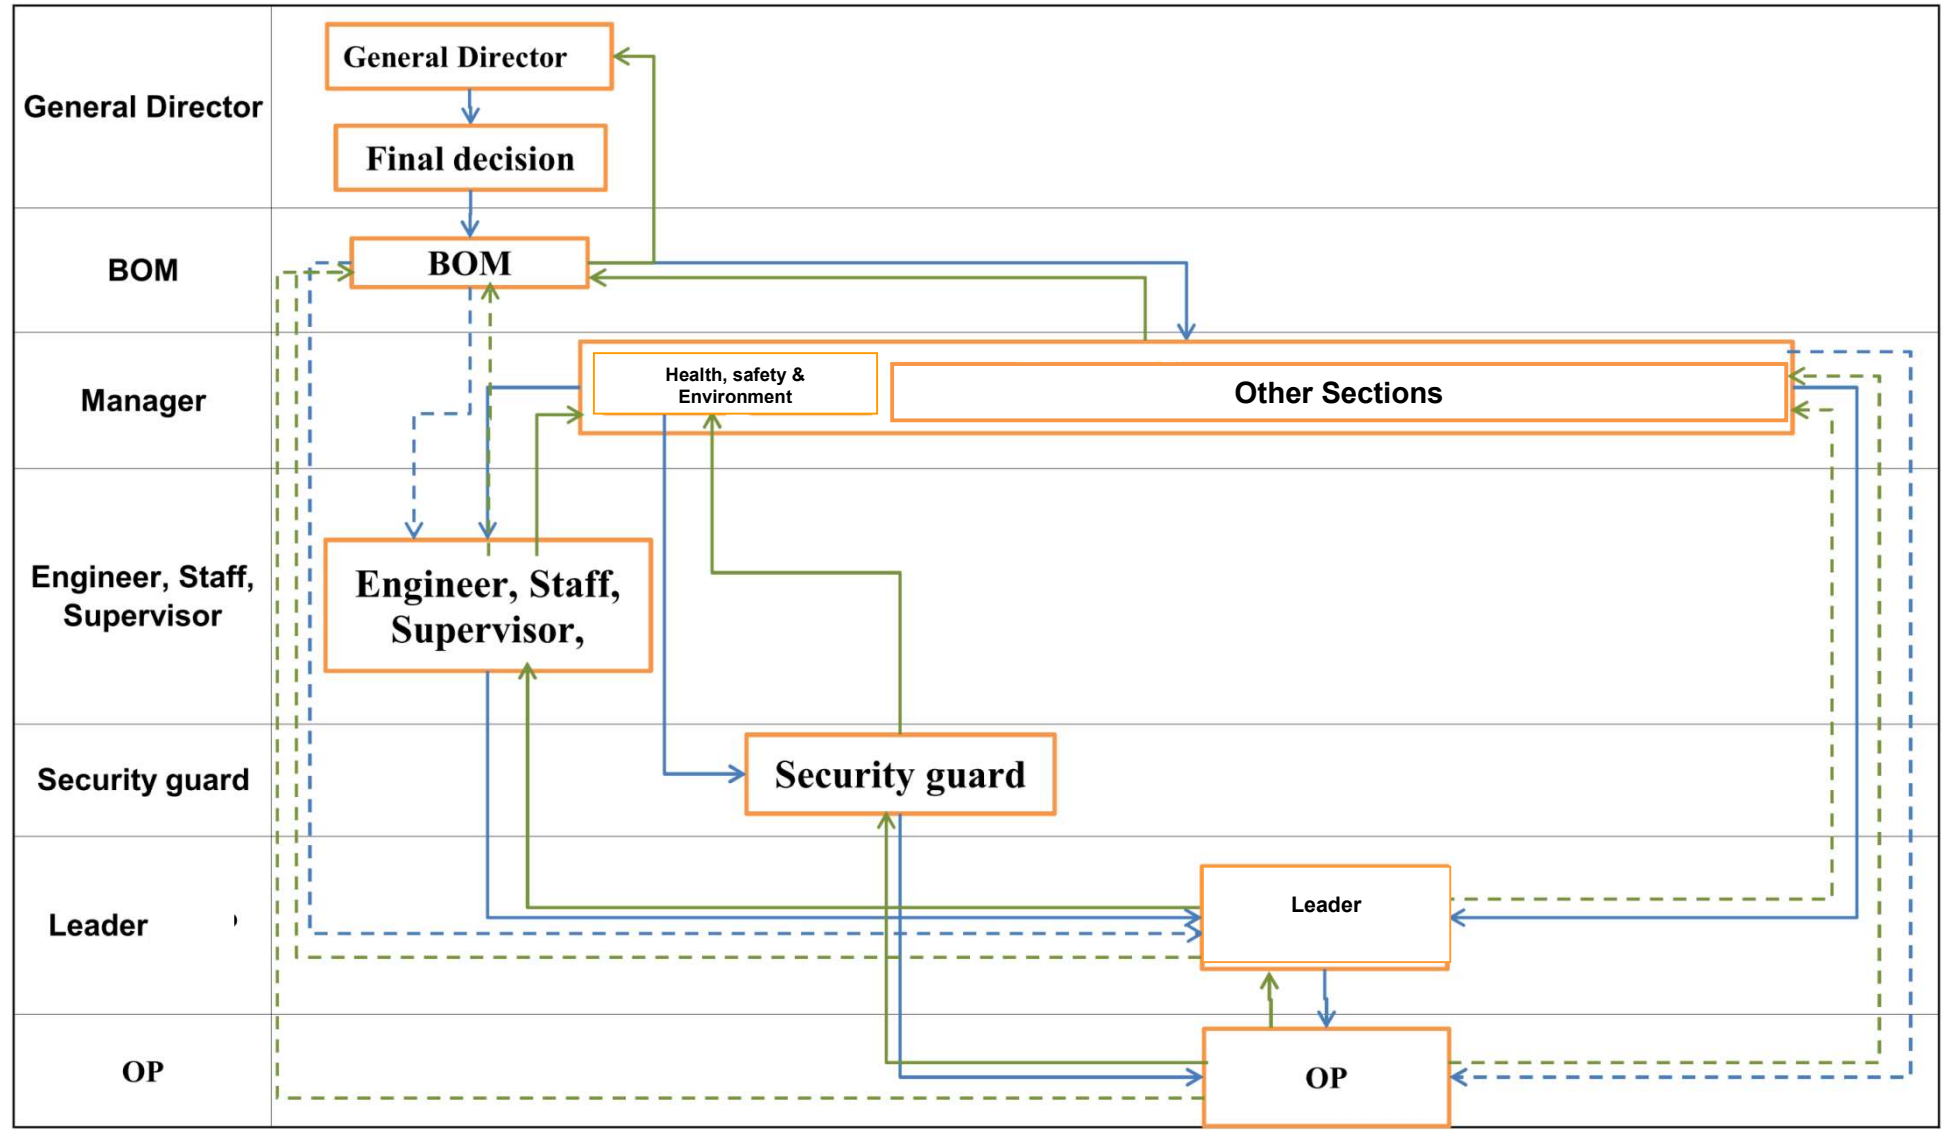 General Director
General Director
Final decision
BOM
BOM
Manager
Health, safety &
Environment
Other Sections
Engineer, Staff,
Supervisor
Engineer, Staff,
Supervisor,
Security guard
Security guard
Leader
Leader
OP
OP